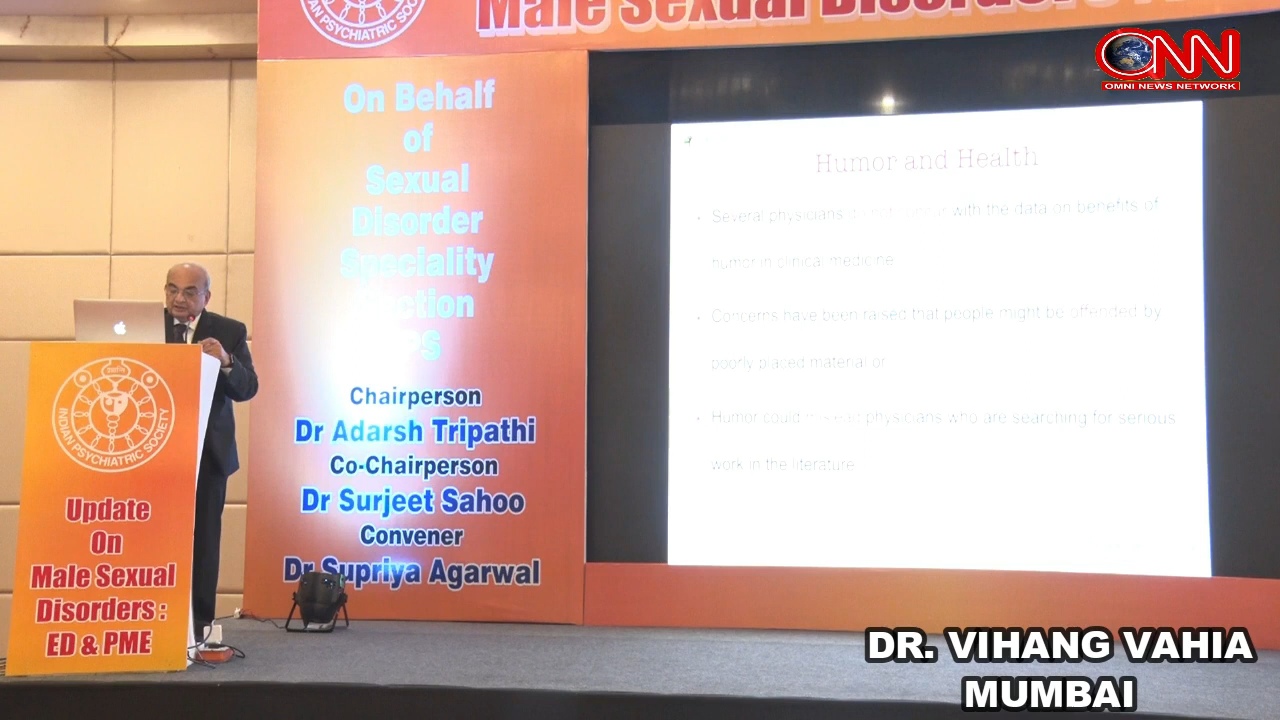 INDIAN PSYCHIATRIC SOCIETY
Male Sexual Disorders
ONN
OMNI NEWS NETWORK
On Behalf
of
Sexual
Disorder
Speciality
Humor and Health
• Several physicians with the data on benefits of
humor in clinical medicine
• Concerns have been raised that people might be offended by
poorly placed material or
• Humor could physicians who are searching for serious
work in the literature
Chairperson
Dr Adarsh Tripathi
Co-Chairperson
Dr Surjeet Sahoo
Convener
Dr Supriya Agarwal
INDIAN PSYCHIATRIC SOCIETY
Update
On
Male Sexual
Disorders :
ED & PME
DR. VIHANG VAHIA
MUMBAI